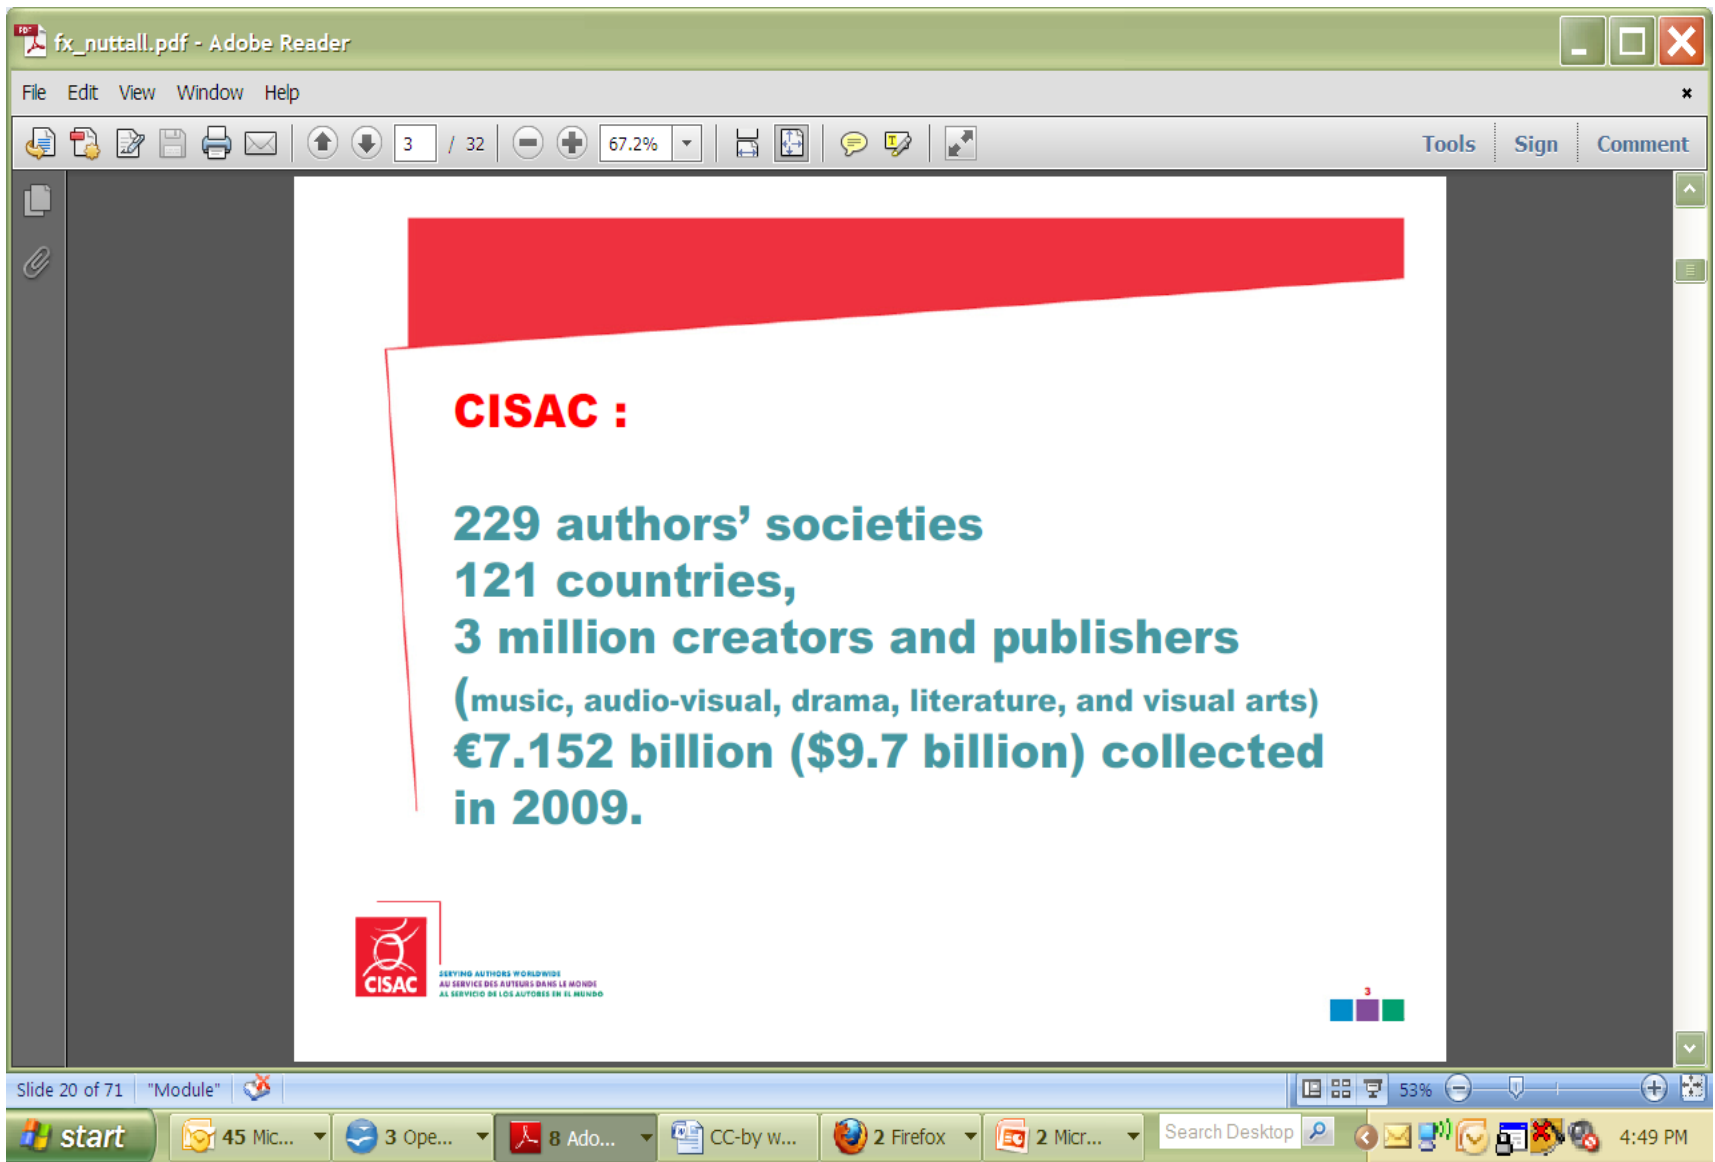 fx_nuttall.pdf - Adobe Reader
File Edit View Window Help
3 / 32 67.2% Tools Sign Comment
CISAC :
229 authors’ societies
121 countries,
3 million creators and publishers
(music, audio-visual, drama, literature, and visual arts)
€7.152 billion ($9.7 billion) collected
in 2009.
CISAC
SERVING AUTHORS WORLDWIDE
AU SERVICE DES AUTEURS DANS LE MONDE
AL SERVICIO DE LOS AUTORES EN EL MUNDO
3
Slide 20 of 71 "Module" 53%
start 45 Mic... 3 Ope... 8 Ado... CC-by w... 2 Firefox 2 Micr... Search Desktop 4:49 PM